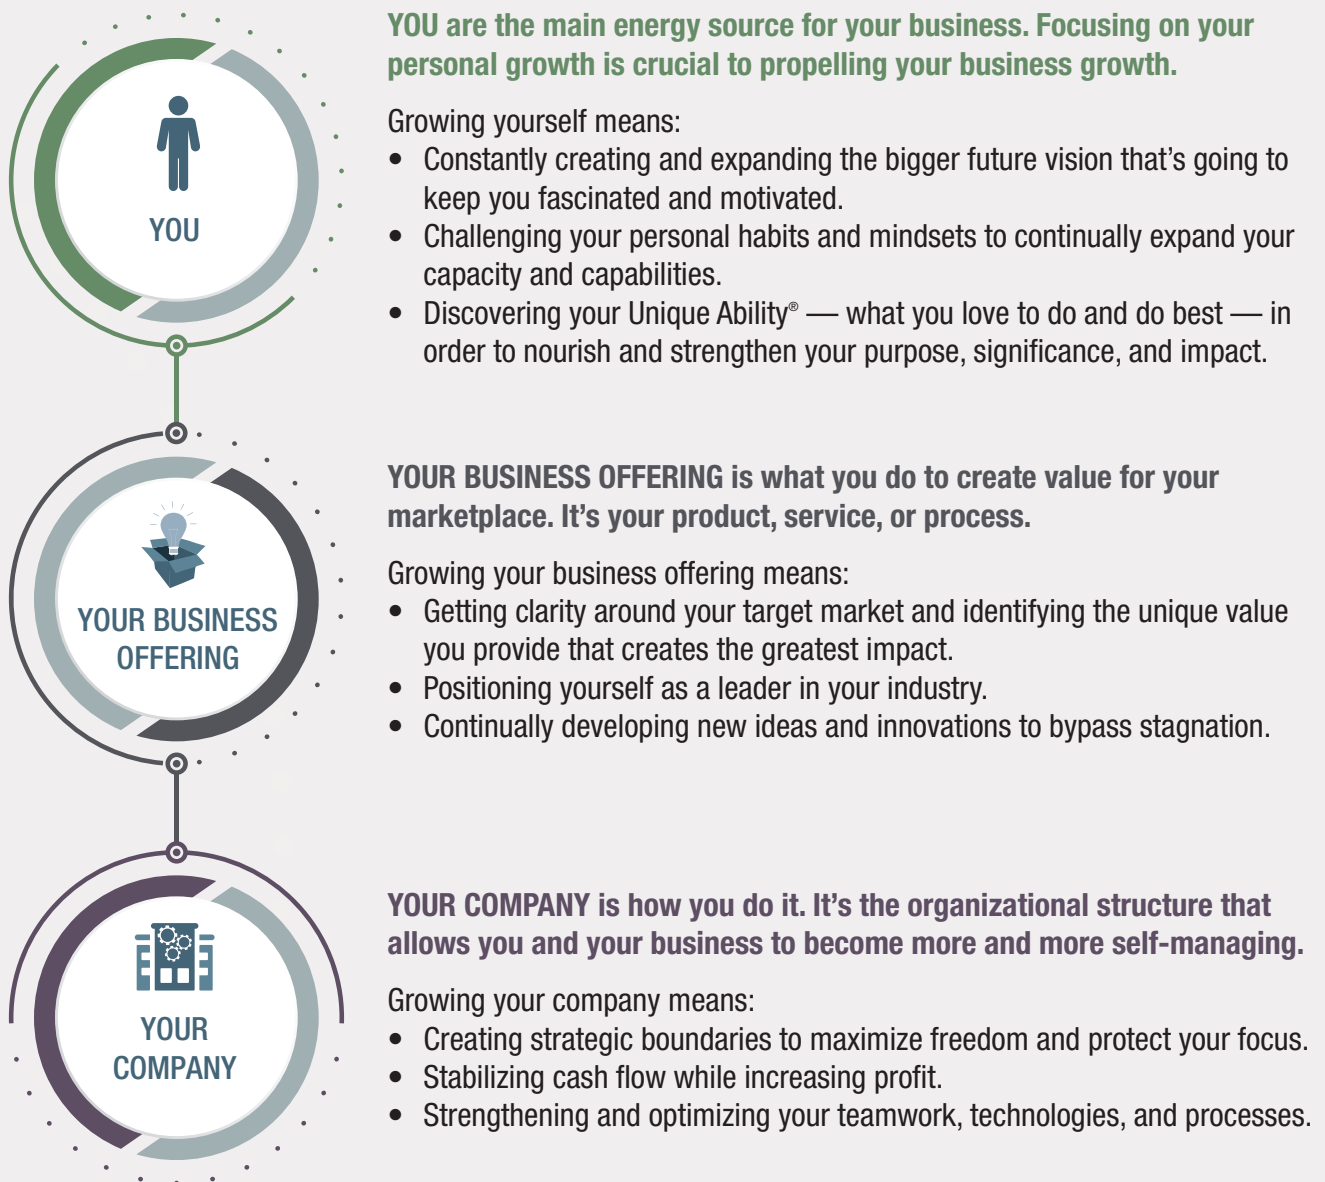 YOU are the main energy source for your business. Focusing on your
personal growth is crucial to propelling your business growth.
Growing yourself means:
• Constantly creating and expanding the bigger future vision that’s going to
keep you fascinated and motivated.
• Challenging your personal habits and mindsets to continually expand your
capacity and capabilities.
• Discovering your Unique Ability® — what you love to do and do best — in
order to nourish and strengthen your purpose, significance, and impact.
YOU
YOUR BUSINESS OFFERING is what you do to create value for your
marketplace. It’s your product, service, or process.
Growing your business offering means:
• Getting clarity around your target market and identifying the unique value
you provide that creates the greatest impact.
• Positioning yourself as a leader in your industry.
• Continually developing new ideas and innovations to bypass stagnation.
YOUR BUSINESS
OFFERING
YOUR COMPANY is how you do it. It’s the organizational structure that
allows you and your business to become more and more self-managing.
Growing your company means:
• Creating strategic boundaries to maximize freedom and protect your focus.
• Stabilizing cash flow while increasing profit.
• Strengthening and optimizing your teamwork, technologies, and processes.
YOUR
COMPANY